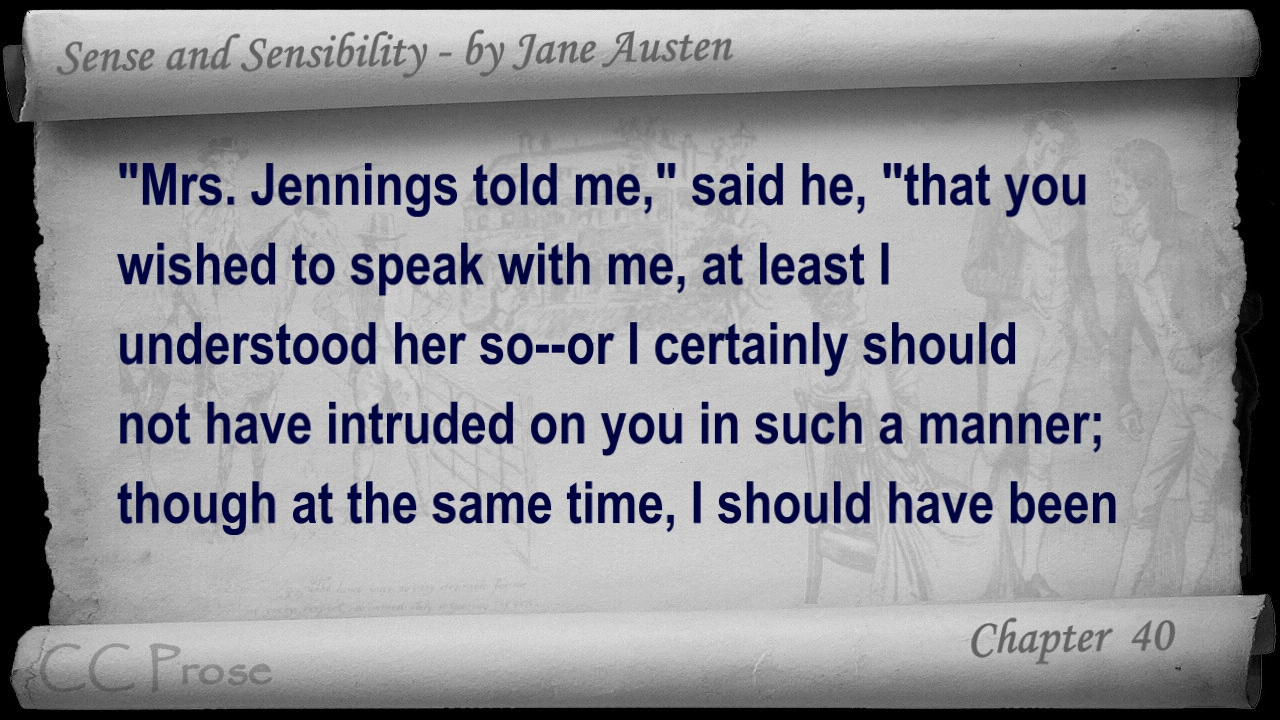 Sense and Sensibility - by Jane Austen
"Mrs. Jennings told me," said he, "that you
wished to speak with me, at least I
understood her so--or I certainly should
not have intruded on you in such a manner;
though at the same time, I should have been
Chapter 40
CC Prose